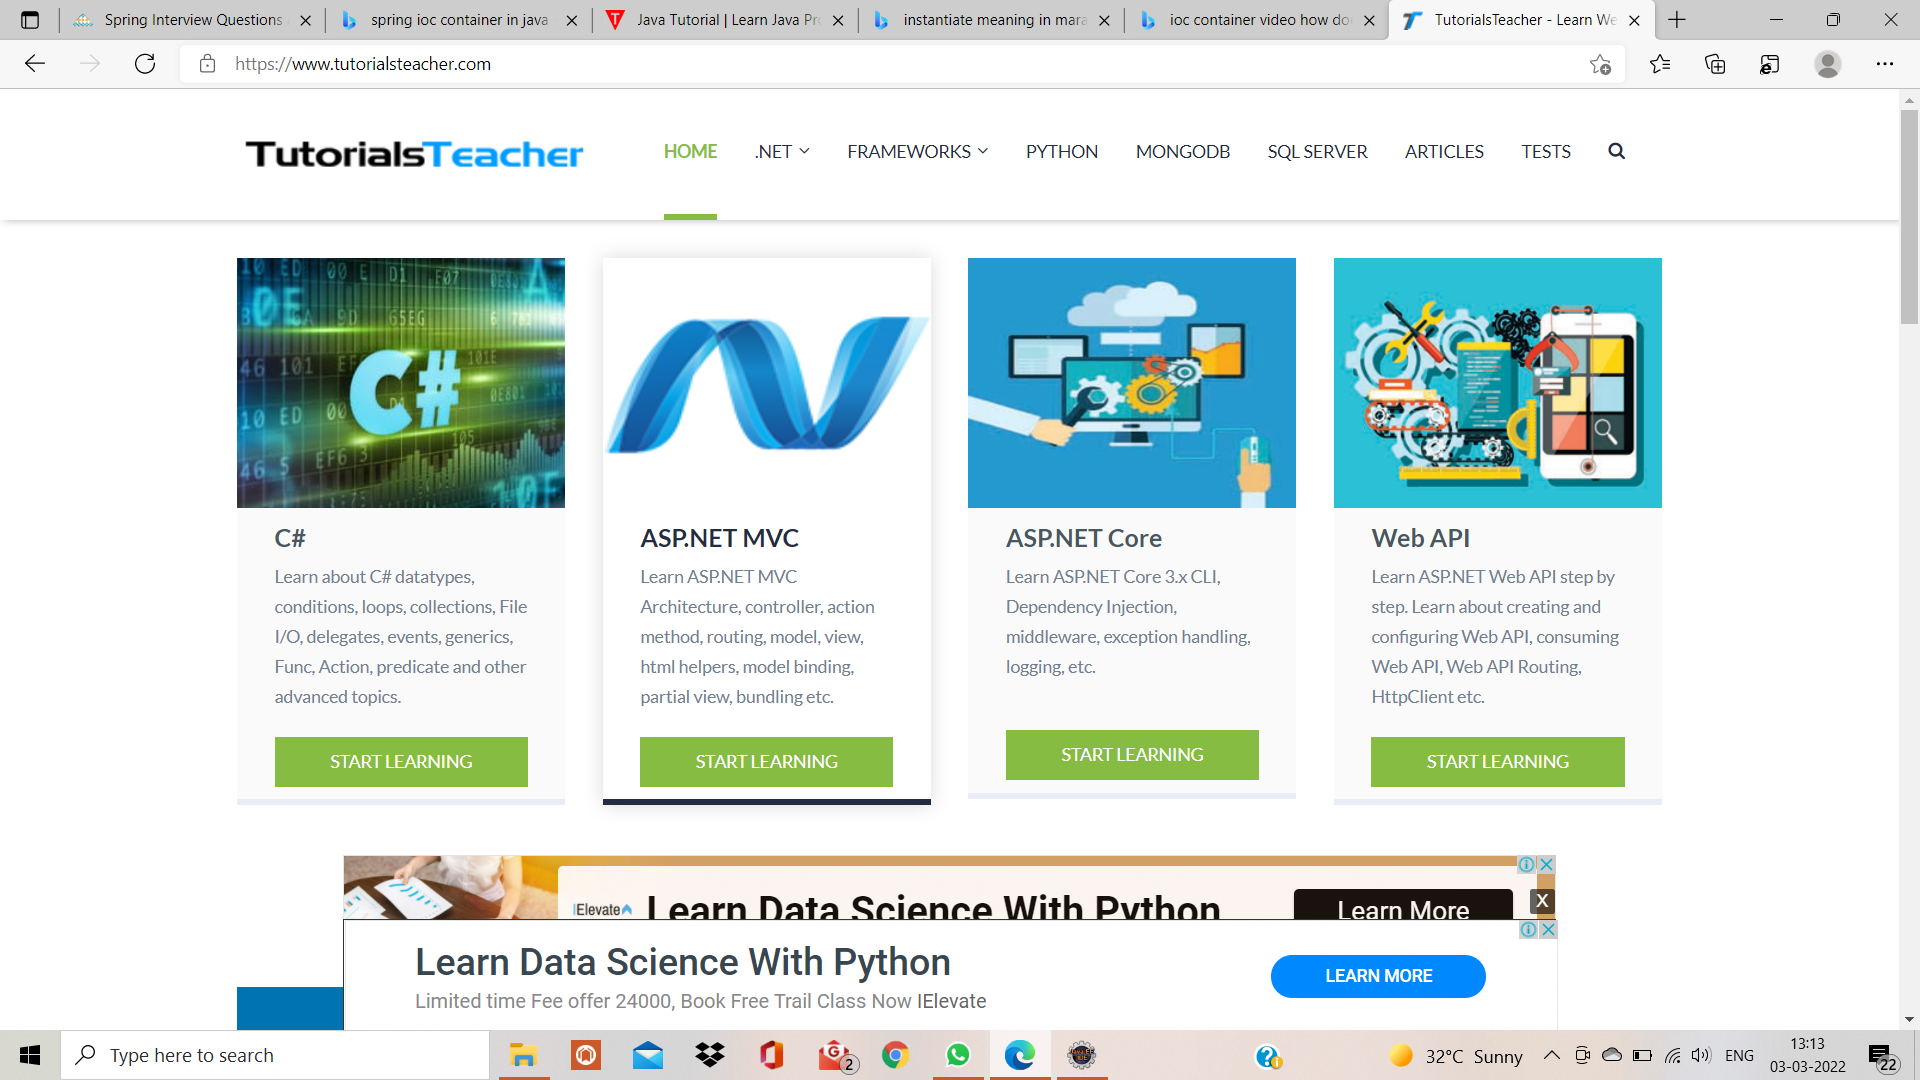 Spring Interview Questions
spring ioc container in java
Java Tutorial | Learn Java Pro
instantiate meaning in mara
ioc container video how do
TutorialsTeacher - Learn We
https://www.tutorialsteacher.com
TutorialsTeacher
HOME
.NET
FRAMEWORKS
PYTHON
MONGODB
SQL SERVER
ARTICLES
TESTS
C#
C#
Learn about C# datatypes,
conditions, loops, collections, File
I/O, delegates, events, generics,
Func, Action, predicate and other
advanced topics.
START LEARNING
ASP.NET MVC
Learn ASP.NET MVC
Architecture, controller, action
method, routing, model, view,
html helpers, model binding,
partial view, bundling etc.
START LEARNING
ASP.NET Core
Learn ASP.NET Core 3.x CLI,
Dependency Injection,
middleware, exception handling,
logging, etc.
START LEARNING
Web API
Learn ASP.NET Web API step by
step. Learn about creating and
configuring Web API, consuming
Web API, Web API Routing,
HttpClient etc.
START LEARNING
IElevate
Learn Data Science With Python
Learn More
X
Learn Data Science With Python
Limited time Fee offer 24000, Book Free Trail Class Now IElevate
LEARN MORE
Type here to search
2
32°C Sunny
ENG
13:13
03-03-2022
22